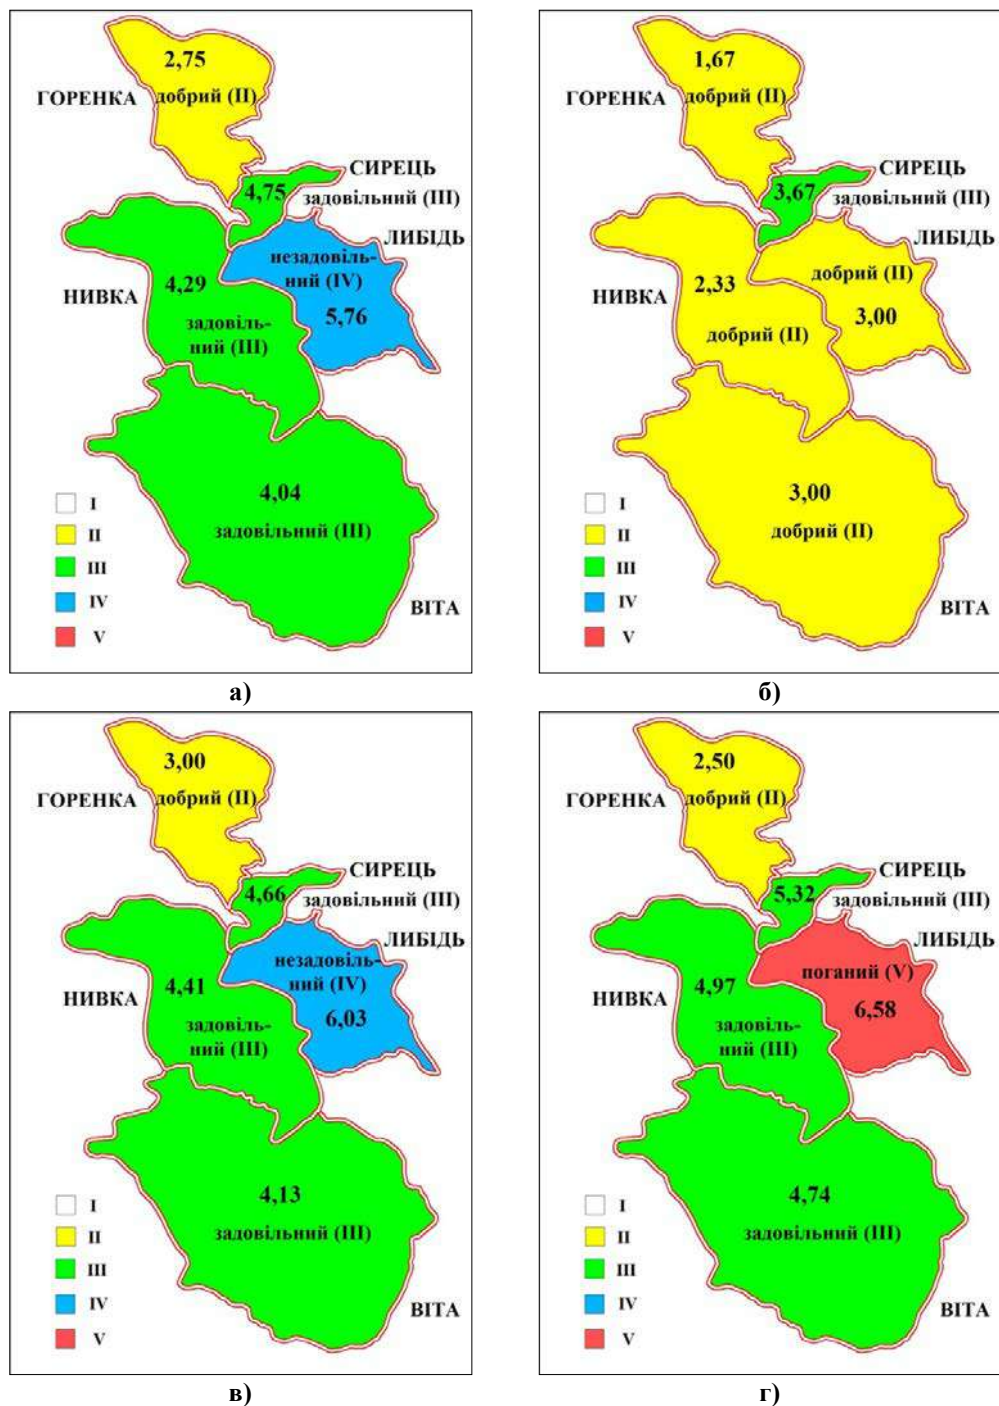 2,75
добрий (II)
ГОРЕНКА
СИРЕЦЬ
4,75
задовільний (III)
ЛИБІДЬ
незадовіль-
ний (IV)
5,76
НИВКА
4,29
задовіль-
ний (III)
4,04
задовільний (III)
ВІТА
I
II
III
IV
V
а)
1,67
добрий (II)
ГОРЕНКА
СИРЕЦЬ
3,67
задовільний (III)
ЛИБІДЬ
добрий (II)
3,00
НИВКА
2,33
добрий (II)
3,00
добрий (II)
ВІТА
I
II
III
IV
V
б)
3,00
добрий (II)
ГОРЕНКА
СИРЕЦЬ
4,66
задовільний (III)
ЛИБІДЬ
незадовіль-
ний (IV)
6,03
НИВКА
4,41
задовіль-
ний (III)
4,13
задовільний (III)
ВІТА
I
II
III
IV
V
в)
2,50
добрий (II)
ГОРЕНКА
СИРЕЦЬ
5,32
задовільний (III)
ЛИБІДЬ
поганий (V)
6,58
НИВКА
4,97
задовіль-
ний (III)
4,74
задовільний (III)
ВІТА
I
II
III
IV
V
г)